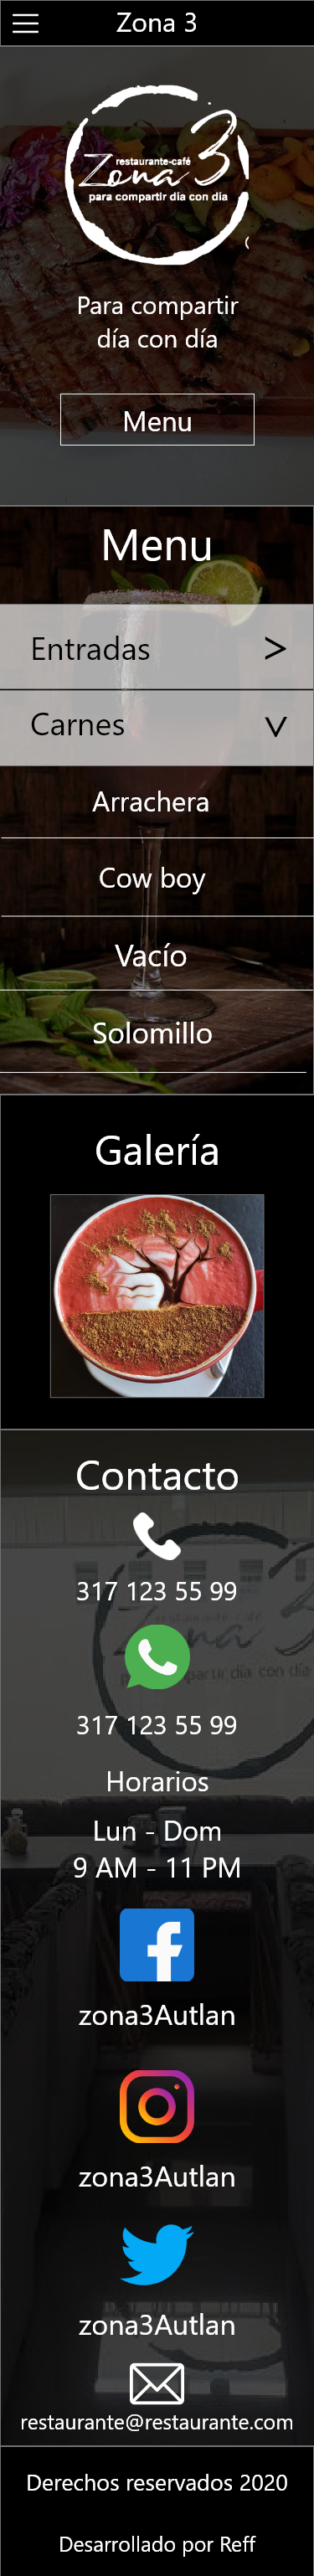 Zona 3
restaurante-café
Zona 3
para compartir día con día
Para compartir
día con día
Menu
Menu
Entradas >
Carnes
Arrachera
Cow boy
Vacío
Solomillo
Galería
Contacto
317 123 55 99
317 123 55 99
Horarios
Lun - Dom
9 AM - 11 PM
zona3Autlan
zona3Autlan
zona3Autlan
restaurante@restaurante.com
Derechos reservados 2020
Desarrollado por Reff